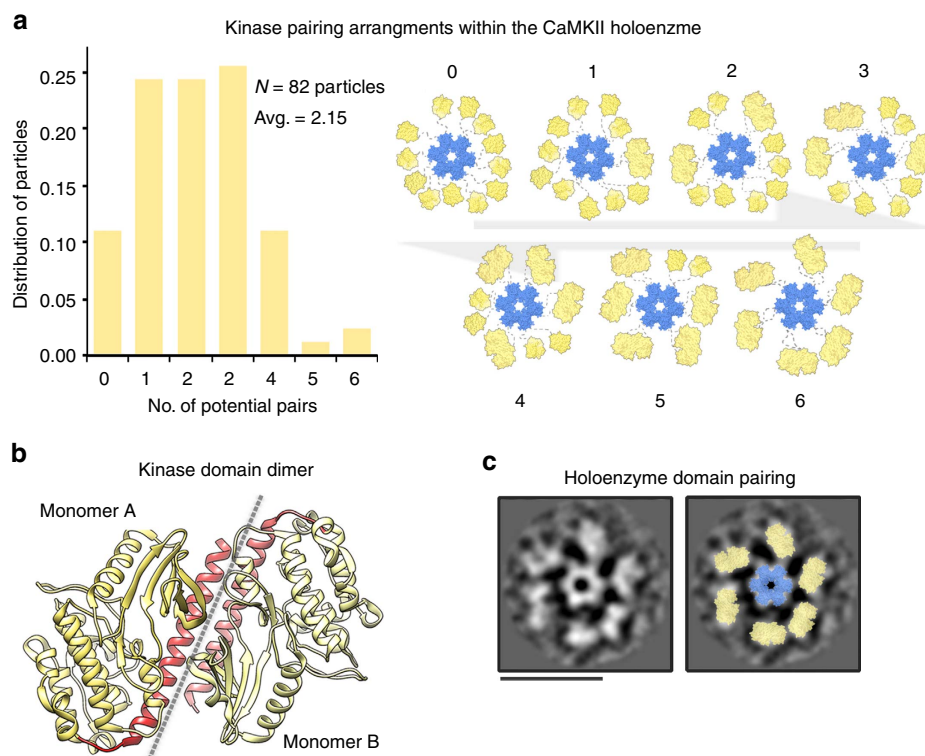 a
Kinase pairing arrangments within the CaMKII holoenzme
0.25
0.20
0.15
0.10
0.05
0.00
Distribution of particles
N = 82 particles
Avg. = 2.15
0 1 2 2 4 5 6
No. of potential pairs
0 1 2 3
4 5 6
b
Kinase domain dimer
Monomer A
Monomer B
c
Holoenzyme domain pairing